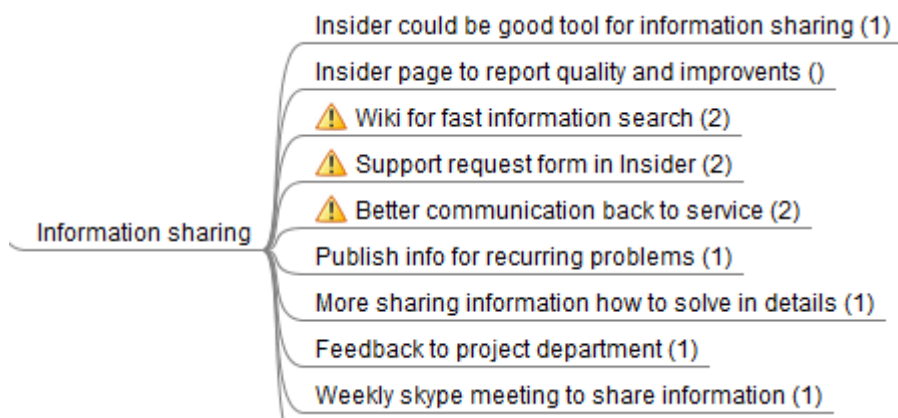 Insider could be good tool for information sharing (1)
Insider page to report quality and improvents ()
Wiki for fast information search (2)
Support request form in Insider (2)
Better communication back to service (2)
Information sharing
Publish info for recurring problems (1)
More sharing information how to solve in details (1)
Feedback to project department (1)
Weekly skype meeting to share information (1)